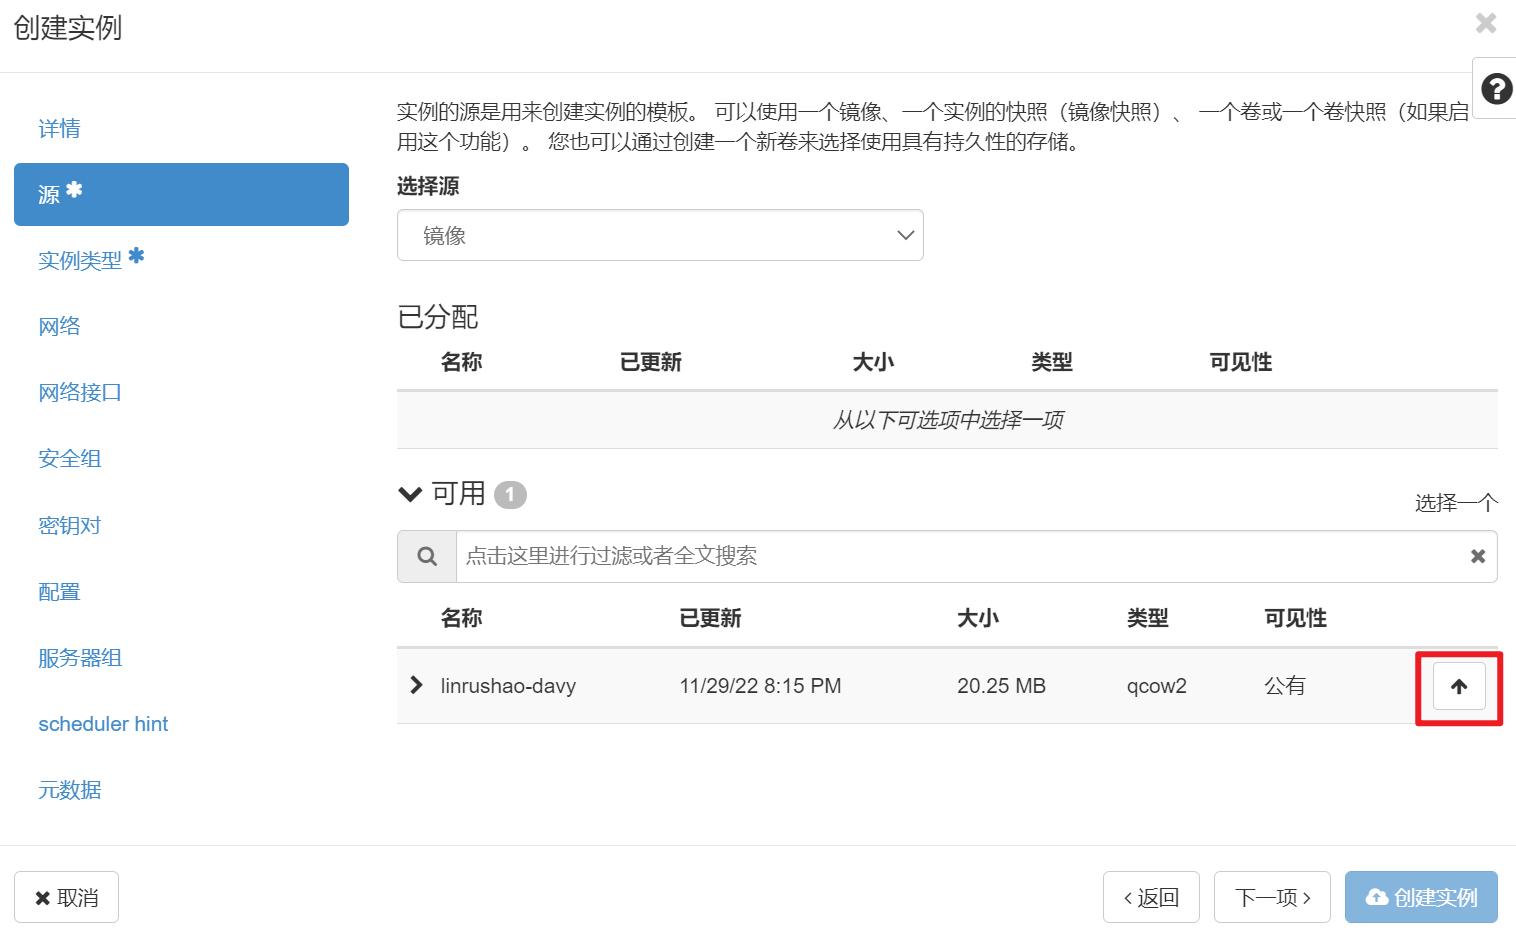 创建实例
详情
源 *
实例类型 *
网络
网络接口
安全组
密钥对
配置
服务器组
scheduler hint
元数据
实例的源是用来创建实例的模板。 可以使用一个镜像、一个实例的快照（镜像快照）、 一个卷或一个卷快照（如果启
用这个功能）。 您也可以通过创建一个新卷来选择使用具有持久性的存储。
选择源
镜像
已分配
名称 已更新 大小 类型 可见性
从以下可选项中选择一项
可用 1
选择一个
点击这里进行过滤或者全文搜索
名称 已更新 大小 类型 可见性
linrushao-davy 11/29/22 8:15 PM 20.25 MB qcow2 公有
取消
‹ 返回
下一项 ›
创建实例